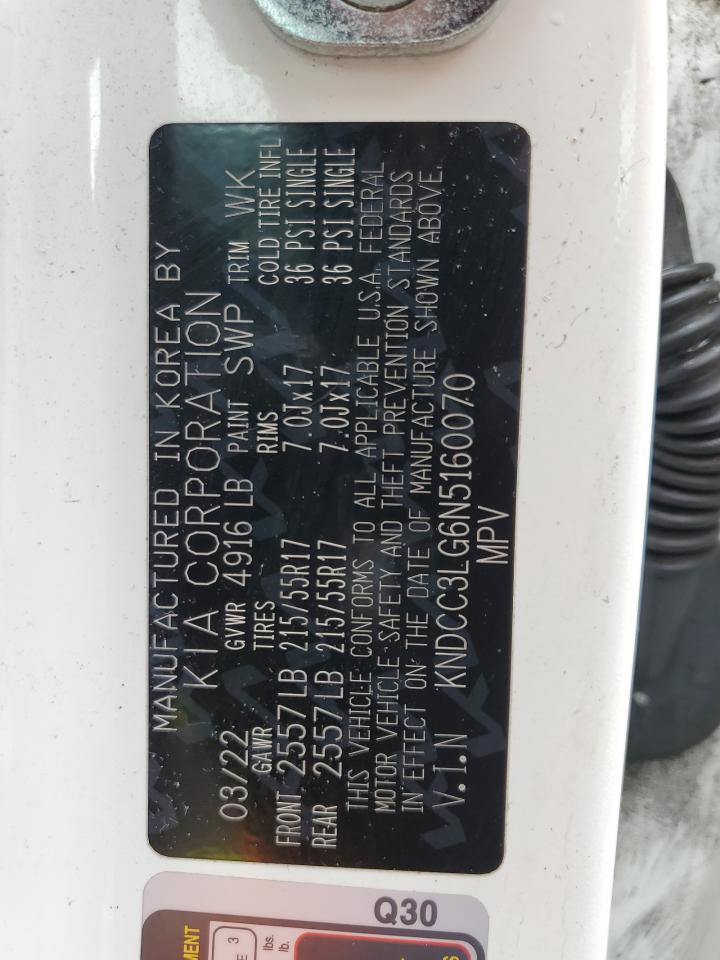 MANUFACTURED IN KOREA BY
KIA CORPORATION
03/22 GVWR 4916 LB PAINT SWP TRIM WK
GAWR TIRES RIMS COLD TIRE INFL
FRONT 2557 LB 215/55R17 7.0Jx17 36 PSI SINGLE
REAR 2557 LB 215/55R17 7.0Jx17 36 PSI SINGLE
THIS VEHICLE CONFORMS TO ALL APPLICABLE U.S.A. FEDERAL
MOTOR VEHICLE SAFETY AND THEFT PREVENTION STANDARDS
IN EFFECT ON THE DATE OF MANUFACTURE SHOWN ABOVE.
V.I.N KNDCC3LG6N5160070
MPV
Q30
3
lbs.
lb.